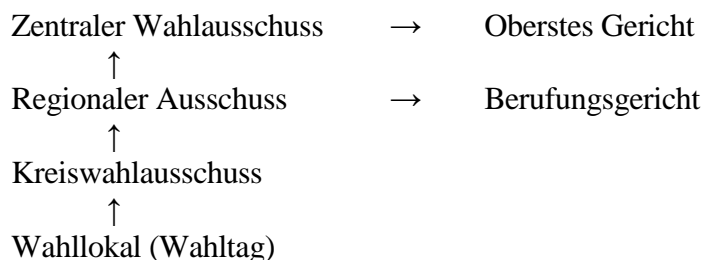 Zentraler Wahlausschuss → Oberstes Gericht
↑
Regionaler Ausschuss → Berufungsgericht
↑
Kreiswahlausschuss
↑
Wahllokal (Wahltag)